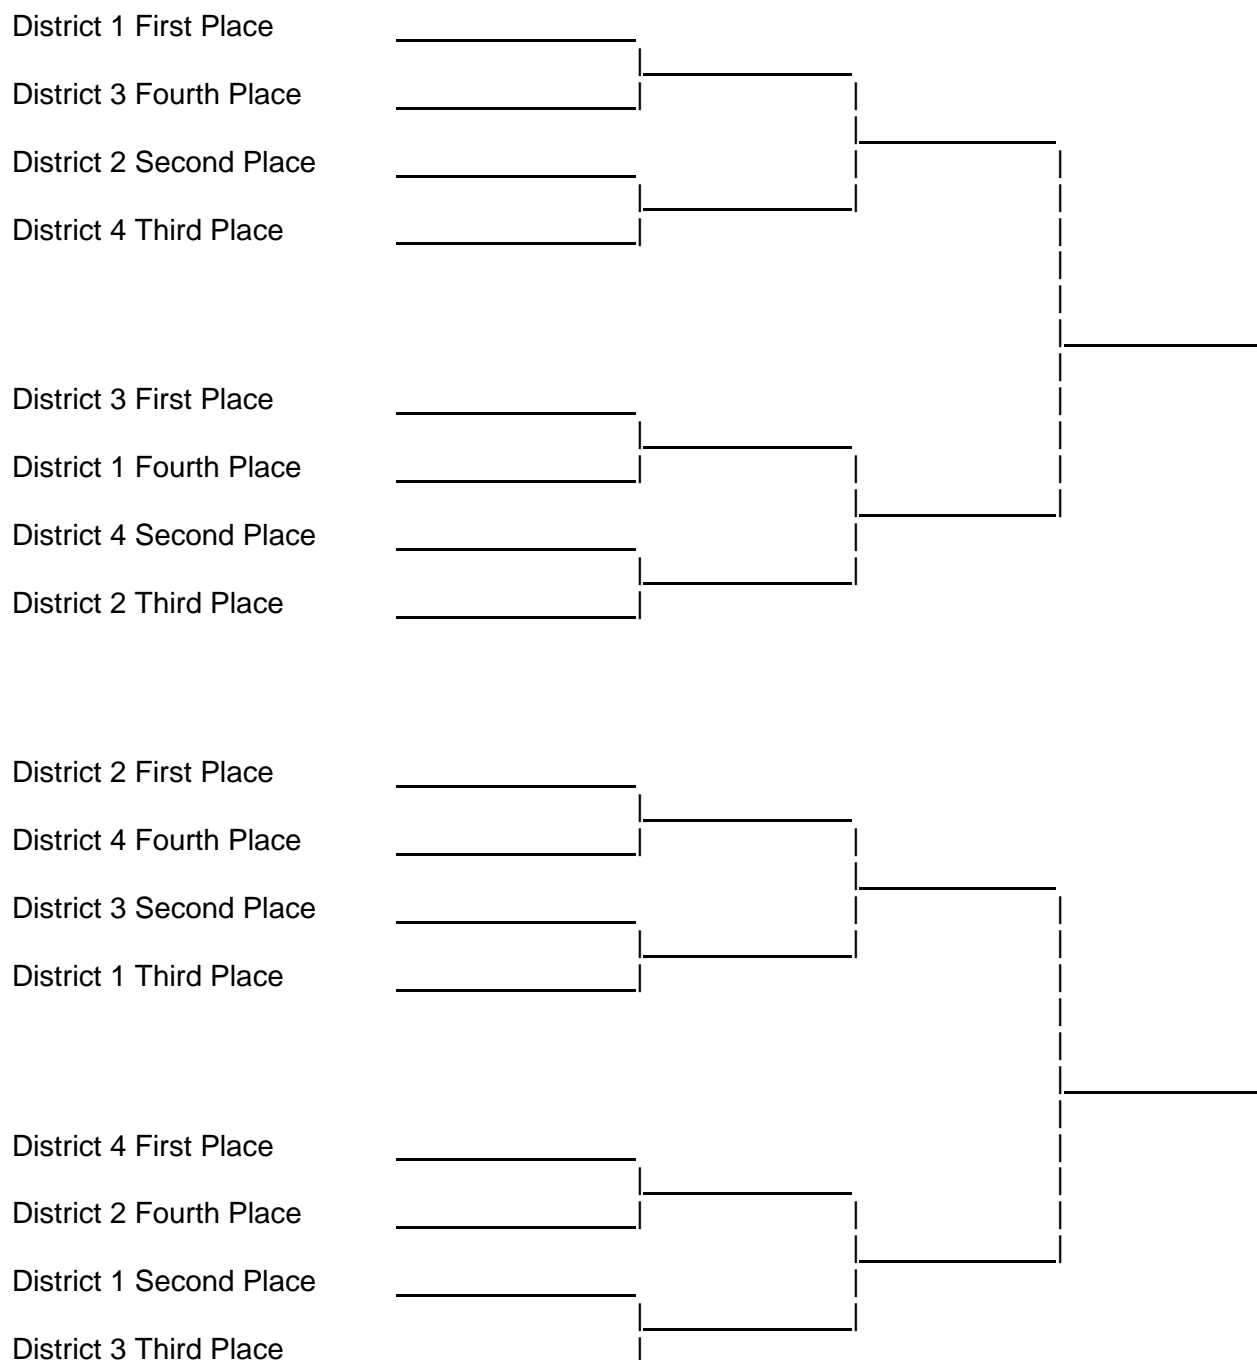 District 1 First Place
District 3 Fourth Place
District 2 Second Place
District 4 Third Place
District 3 First Place
District 1 Fourth Place
District 4 Second Place
District 2 Third Place
District 2 First Place
District 4 Fourth Place
District 3 Second Place
District 1 Third Place
District 4 First Place
District 2 Fourth Place
District 1 Second Place
District 3 Third Place